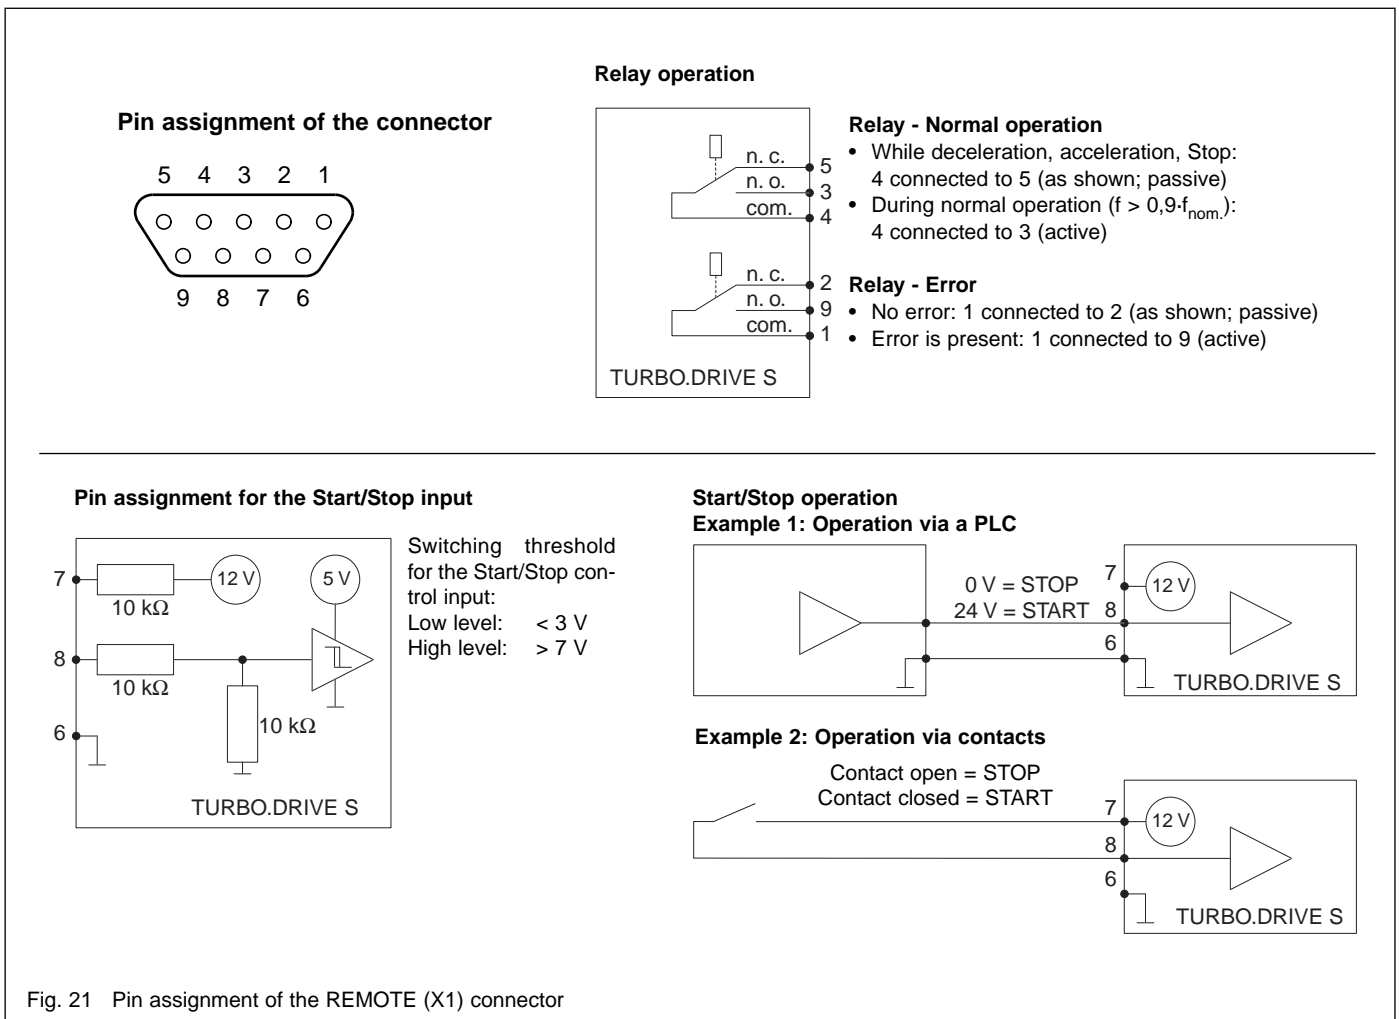 Pin assignment of the connector
5 4 3 2 1
9 8 7 6
Relay operation
n. c. 5
n. o. 3
com. 4
n. c. 2
n. o. 9
com. 1
TURBO.DRIVE S
Relay - Normal operation
• While deceleration, acceleration, Stop:
4 connected to 5 (as shown; passive)
• During normal operation (f > 0,9·fnom.):
4 connected to 3 (active)
Relay - Error
• No error: 1 connected to 2 (as shown; passive)
• Error is present: 1 connected to 9 (active)
Pin assignment for the Start/Stop input
7
12 V
5 V
10 kΩ
8
10 kΩ
10 kΩ
6
TURBO.DRIVE S
Switching threshold
for the Start/Stop con-
trol input:
Low level: < 3 V
High level: > 7 V
Start/Stop operation
Example 1: Operation via a PLC
0 V = STOP
24 V = START
7
12 V
8
6
TURBO.DRIVE S
Example 2: Operation via contacts
Contact open = STOP
Contact closed = START
7
12 V
8
6
TURBO.DRIVE S
Fig. 21 Pin assignment of the REMOTE (X1) connector